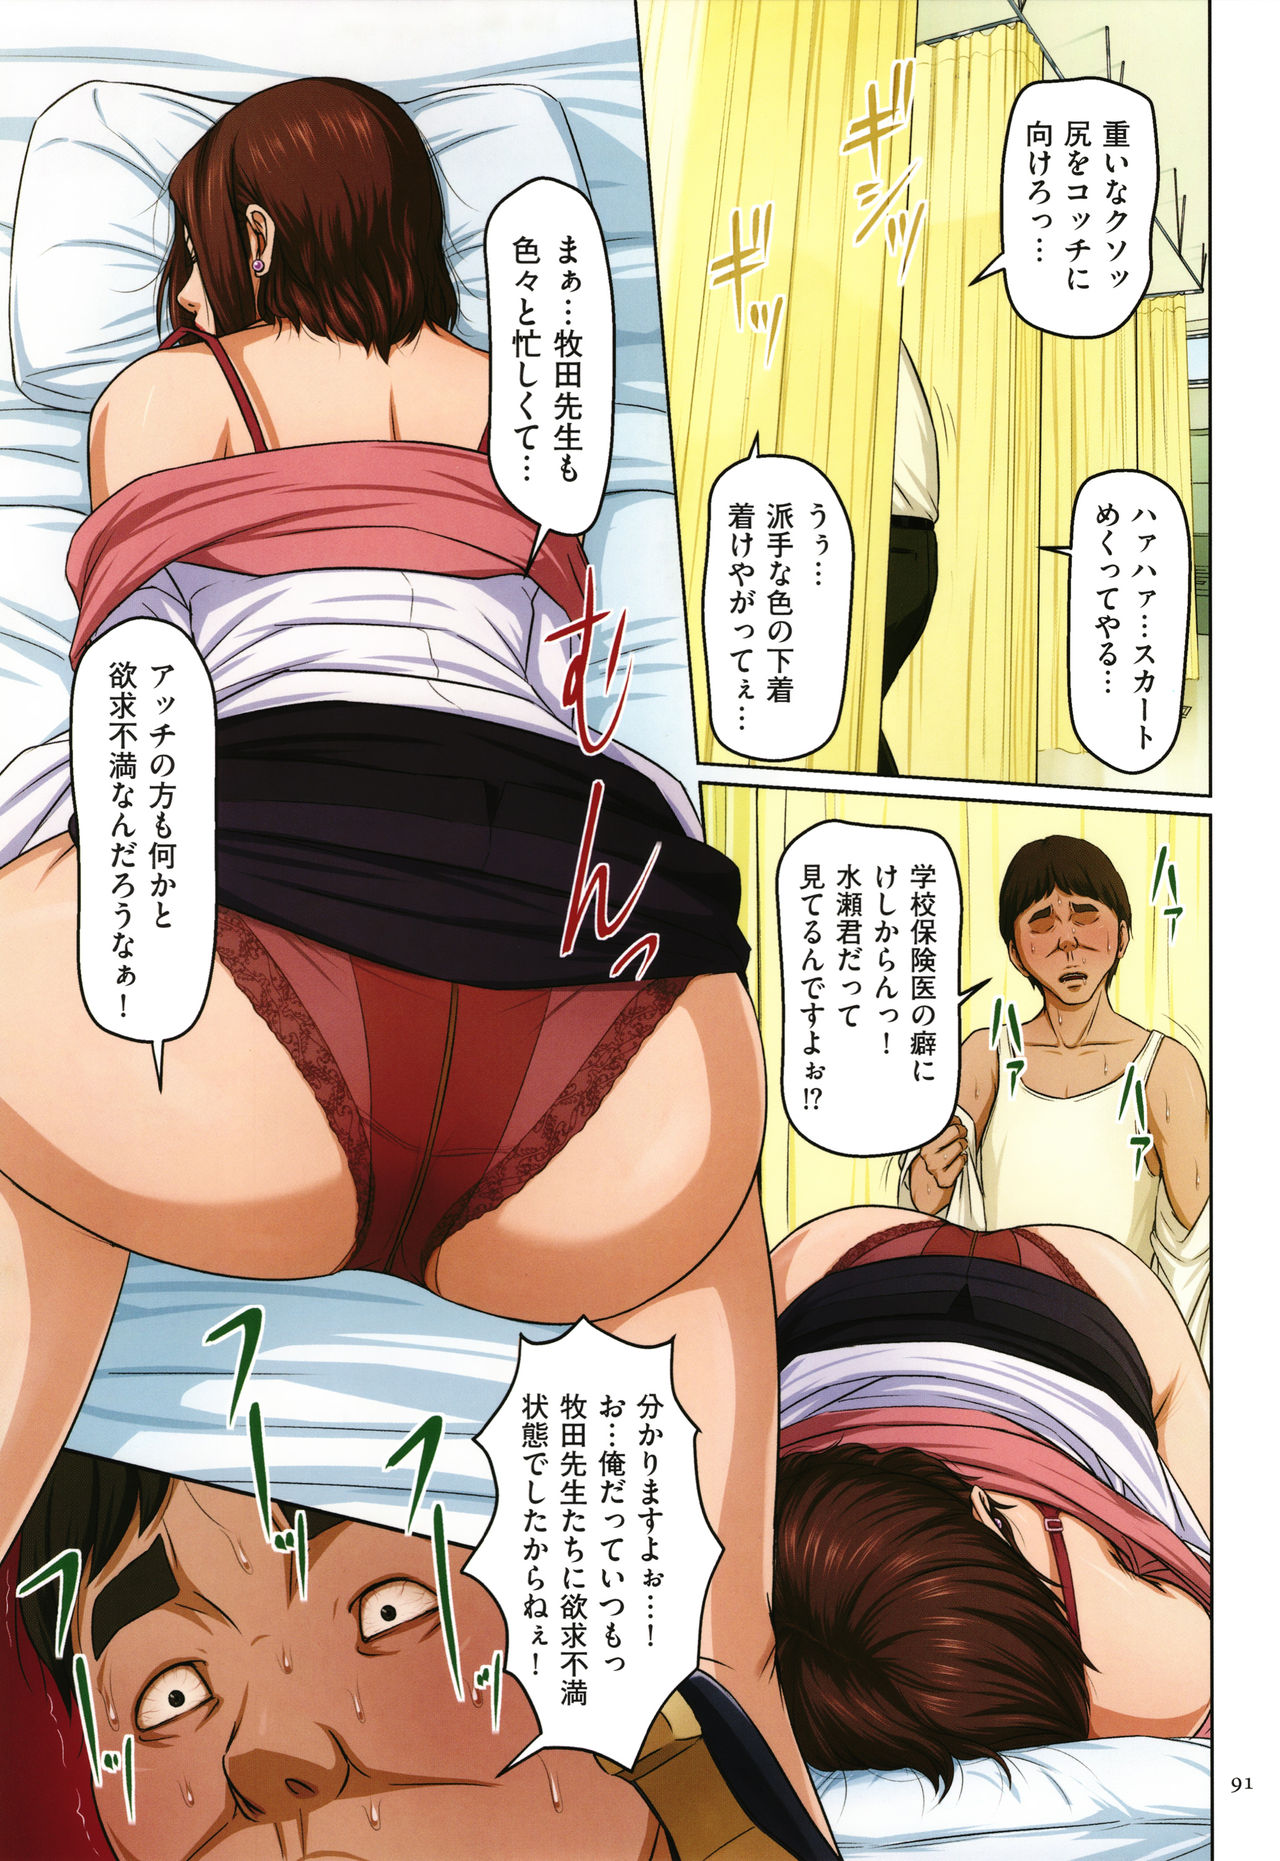 重いなクソッ
尻をコッチに
向けろっ…
ギシッ
ギッ
ハァハァ…スカート
めくってやる…
うぅ…
派手な色の下着
着けやがってぇ…
学校保険医の癖に
けしからんっ！
水瀬君だって
見てるんですよぉ!?
ハァ
ハァ
ハァ
まぁ…牧田先生も
色々と忙しくて…
むんっ
アッチの方も何かと
欲求不満なんだろうなぁ！
分かりますよぉ…！
お…俺だっていつもっ
牧田先生たちに欲求不満
状態でしたからねぇ！
フーッ
フーッ
91